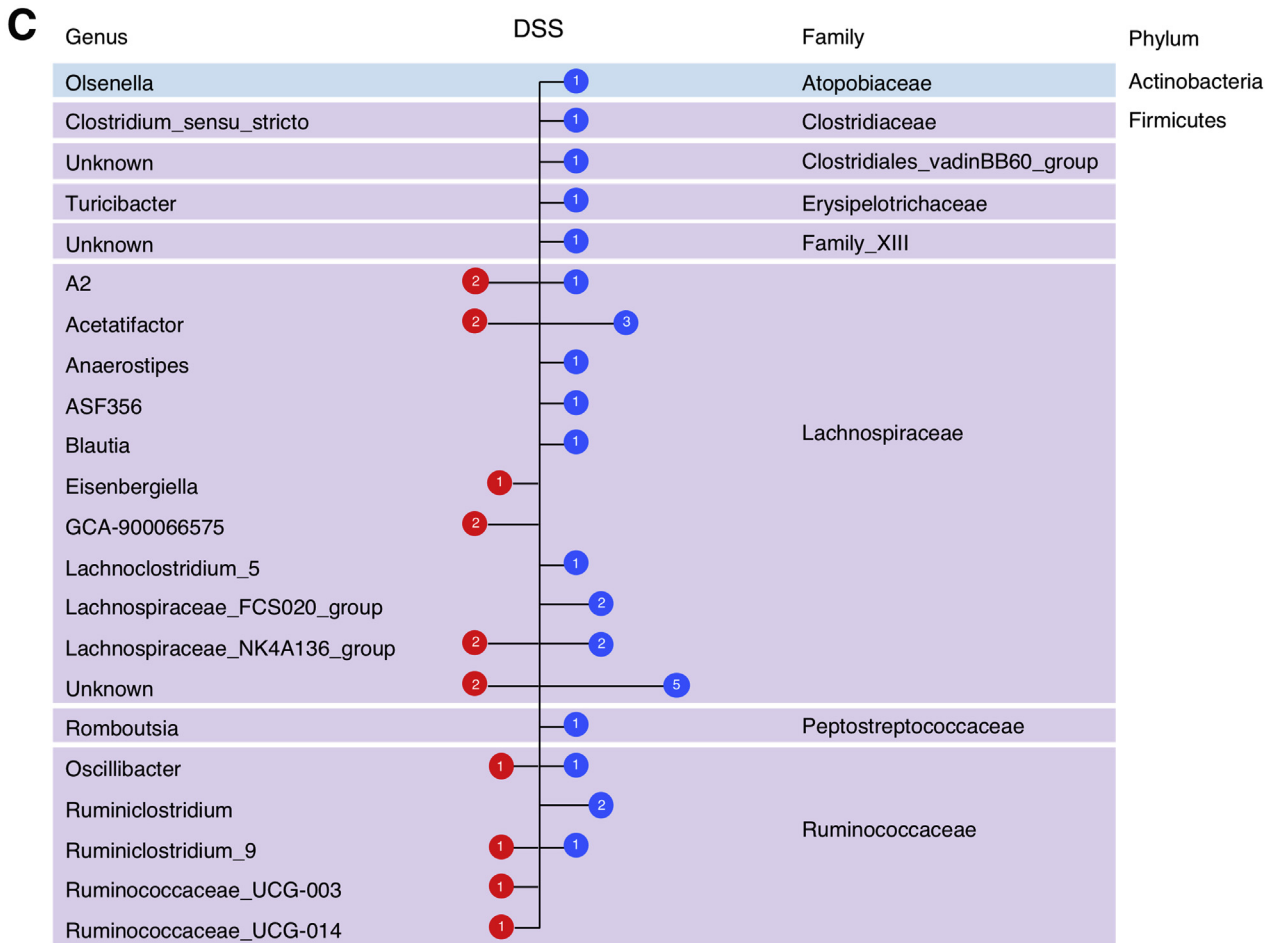 C
Genus DSS Family Phylum
Olsenella 1 Atopobiaceae Actinobacteria
Clostridium_sensu_stricto 1 Clostridiaceae Firmicutes
Unknown 1 Clostridiales_vadinBB60_group
Turicibacter 1 Erysipelotrichaceae
Unknown 1 Family_XIII
A2 2 1
Acetatifactor 2 3
Anaerostipes 1
ASF356 1
Lachnospiraceae
Blautia 1
Eisenbergiella 1
GCA-900066575 2
Lachnoclostridium_5 1
Lachnospiraceae_FCS020_group 2
Lachnospiraceae_NK4A136_group 2 2
Unknown 2 5
Romboutsia 1 Peptostreptococcaceae
Oscillibacter 1 1
Ruminiclostridium 2
Ruminococcaceae
Ruminiclostridium_9 1 1
Ruminococcaceae_UCG-003 1
Ruminococcaceae_UCG-014 1